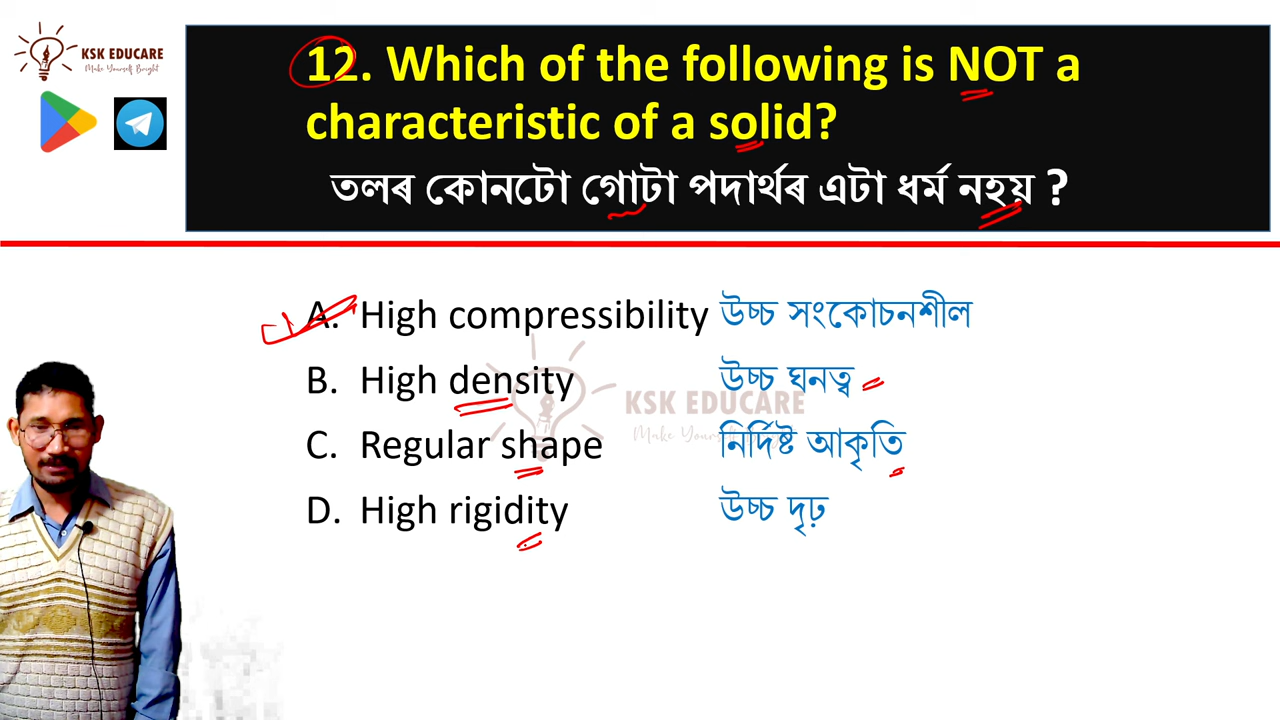 KSK EDUCARE
Make Yourself Bright
12. Which of the following is NOT a
characteristic of a solid?
তলৰ কোনটো গোটা পদাৰ্থৰ এটা ধৰ্ম নহয় ?
A. High compressibility উচ্চ সংকোচনশীল
B. High density উচ্চ ঘনত্ব
KSK EDUCARE
Make Yourself Bright
C. Regular shape নিৰ্দিষ্ট আকৃতি
D. High rigidity উচ্চ দৃঢ়